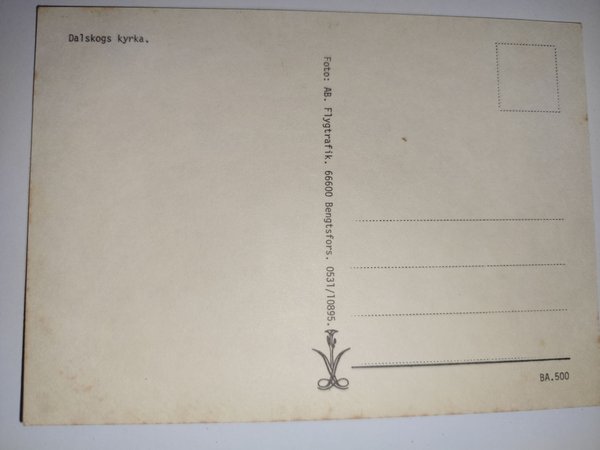 Dalskogs kyrka.
Foto: AB. Flygtrafik. 66600 Bengtsfors. 0531/10895.
BA.500